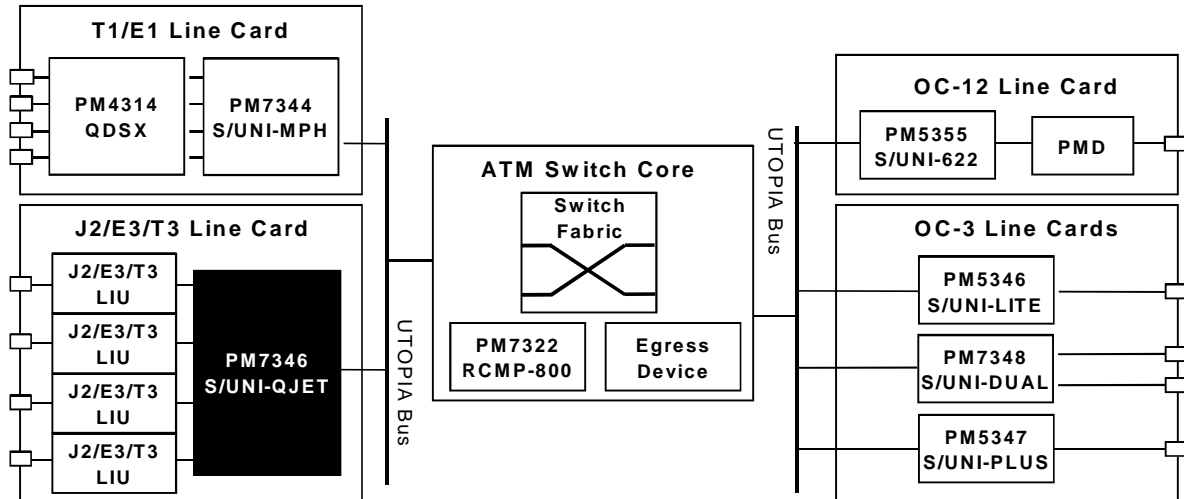 T1/E1 Line Card
PM4314
QDSX
PM7344
S/UNI-MPH
J2/E3/T3 Line Card
J2/E3/T3
LIU
J2/E3/T3
LIU
J2/E3/T3
LIU
J2/E3/T3
LIU
PM7346
S/UNI-QJET
UTOPIA Bus
ATM Switch Core
Switch
Fabric
PM7322
RCMP-800
Egress
Device
UTOPIA Bus
OC-12 Line Card
PM5355
S/UNI-622
PMD
OC-3 Line Cards
PM5346
S/UNI-LITE
PM7348
S/UNI-DUAL
PM5347
S/UNI-PLUS